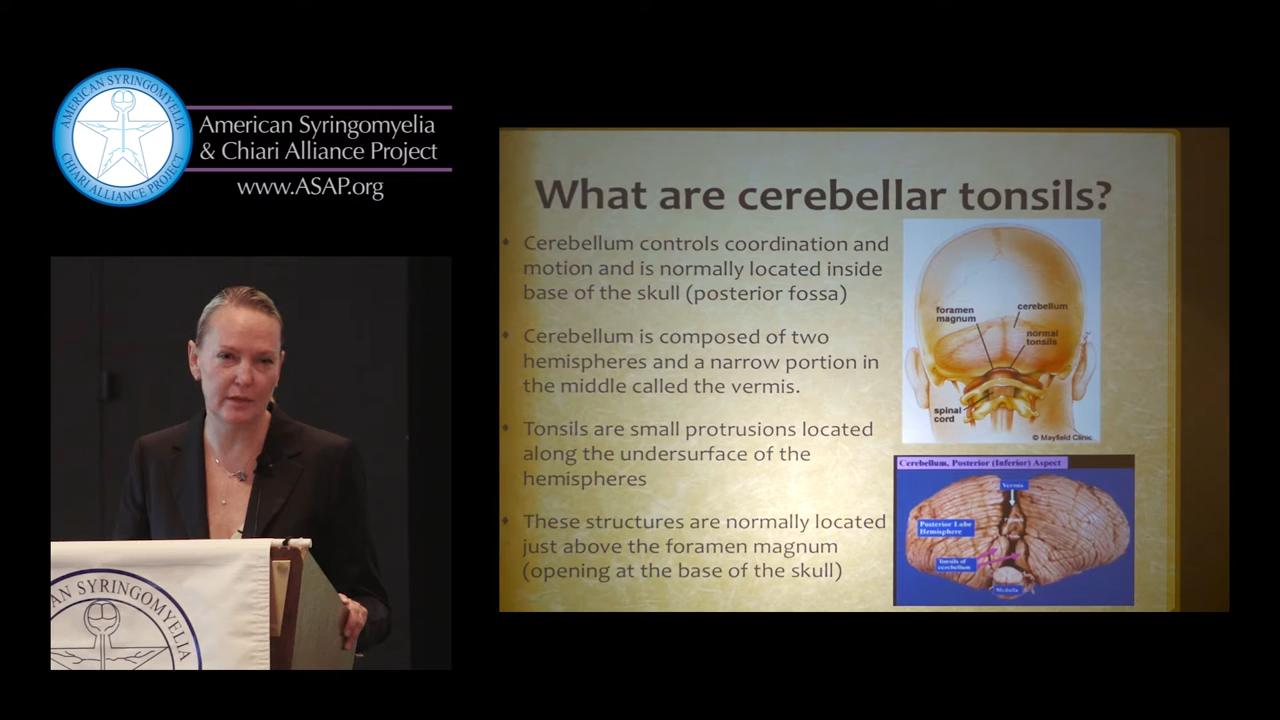 AMERICAN SYRINGOMYELIA
CHIARI ALLIANCE PROJECT
American Syringomyelia
& Chiari Alliance Project
www.ASAP.org
What are cerebellar tonsils?
Cerebellum controls coordination and
motion and is normally located inside
base of the skull (posterior fossa)
Cerebellum is composed of two
hemispheres and a narrow portion in
the middle called the vermis.
Tonsils are small protrusions located
along the undersurface of the
hemispheres
These structures are normally located
just above the foramen magnum
(opening at the base of the skull)
foramen
magnum
cerebellum
normal
tonsils
spinal
cord
© Mayfield Clinic
Cerebellum, Posterior (Inferior) Aspect
Vermis
Posterior Lobe
Hemisphere
Tonsils of
cerebellum
Medulla
AN SYRINGOMYELIA